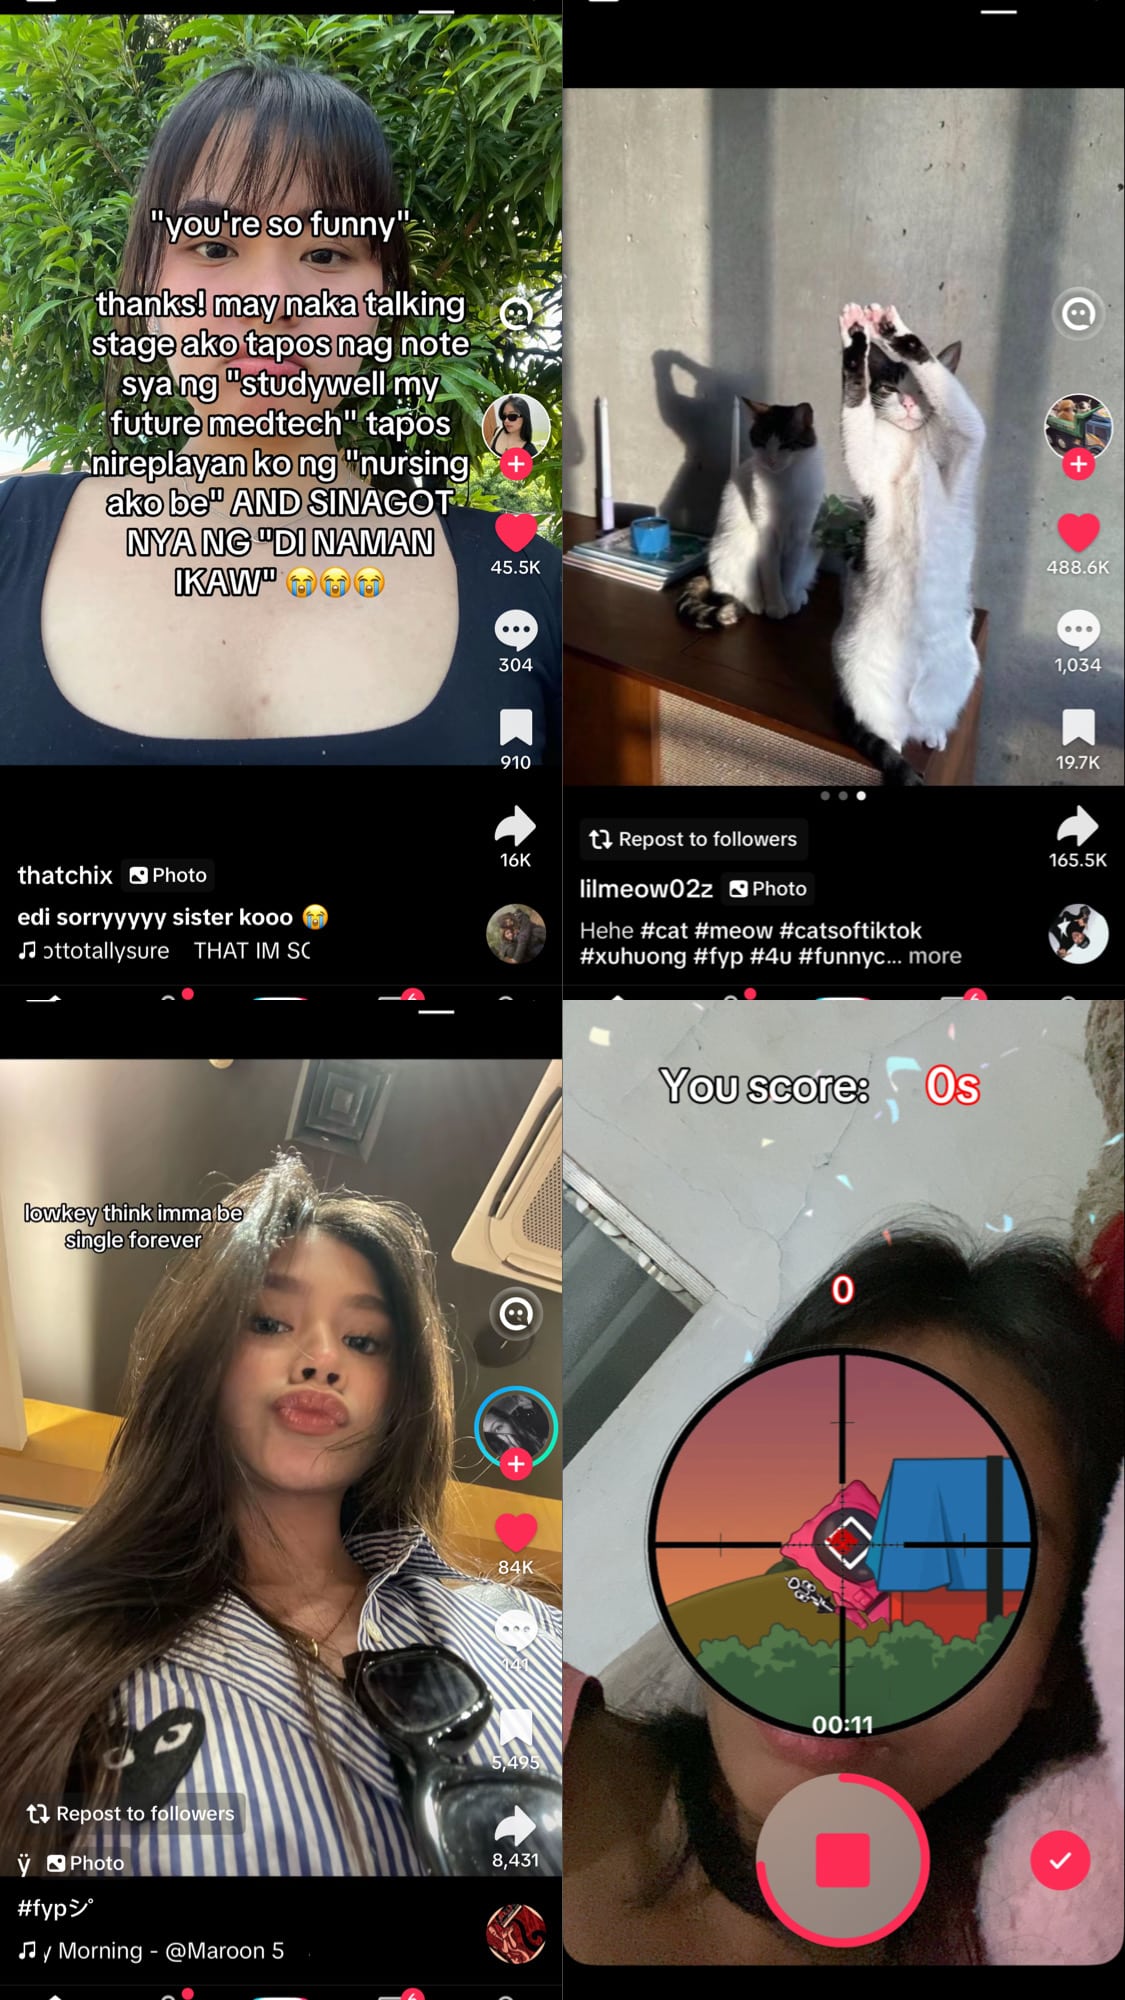 "you're so funny"
thanks! may naka talking
stage ako tapos nag note
sya ng "studywell my
future medtech" tapos
nireplayan ko ng "nursing
ako be" AND SINAGOT
NYA NG "DI NAMAN
IKAW" 😭😭😭
45.5K
304
910
16K
thatchix
Photo
edi sorryyyyy sister kooo 😭
ottotallysure THAT IM SC
6
488.6K
1,034
19.7K
165.5K
Repost to followers
lilmeow02z
Photo
Hehe #cat #meow #catsoftiktok
#xuhuong #fyp #4u #funnyc... more
6
lowkey think imma be
single forever
84K
141
5,495
8,431
Repost to followers
ÿ
Photo
#fypシ゚
y Morning - @Maroon 5
6
You score: 0s
0
00:11